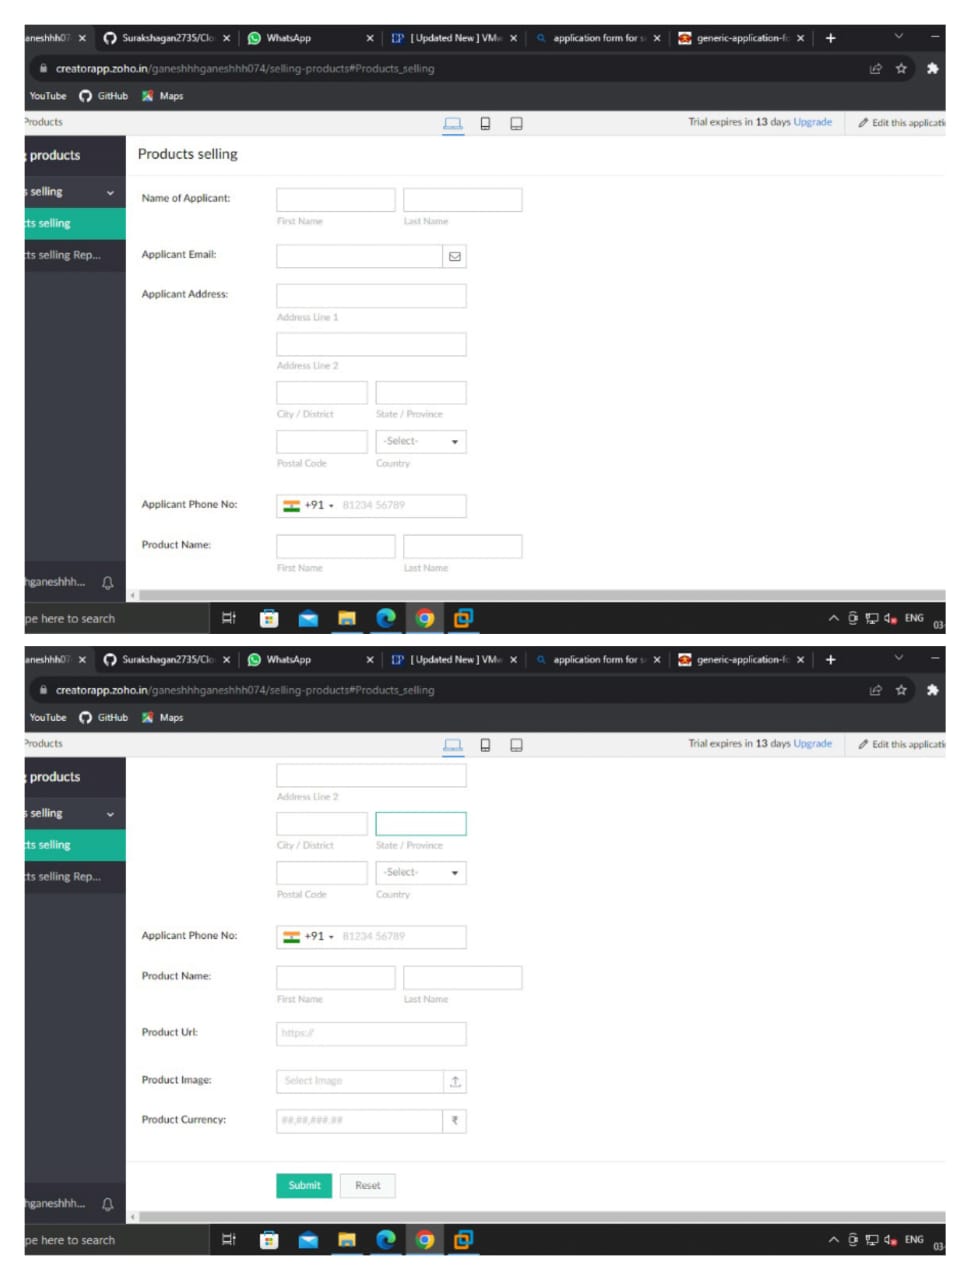 aneshhh07 Surakshagan2735/Clo WhatsApp [Updated New] VMw application form for s generic-application-fo
creatorapp.zoho.in/ganeshhhganeshhh074/selling-products#Products_selling
YouTube GitHub Maps
Products Trial expires in 13 days Upgrade Edit this applicati
products Products selling
selling
cts selling
cts selling Rep...
Name of Applicant:
First Name Last Name
Applicant Email:
Applicant Address:
Address Line 1
Address Line 2
City / District State / Province
-Select-
Postal Code Country
Applicant Phone No: +91 81234 56789
Product Name:
First Name Last Name
hganeshhh...
pe here to search ENG 03-
aneshhh07 Surakshagan2735/Clo WhatsApp [Updated New] VMw application form for s generic-application-fo
creatorapp.zoho.in/ganeshhhganeshhh074/selling-products#Products_selling
YouTube GitHub Maps
Products Trial expires in 13 days Upgrade Edit this applicati
products
selling
cts selling
cts selling Rep...
Address Line 2
City / District State / Province
-Select-
Postal Code Country
Applicant Phone No: +91 81234 56789
Product Name:
First Name Last Name
Product Url: https://
Product Image: Select Image
Product Currency: ##,##,###.## ₹
Submit Reset
hganeshhh...
pe here to search ENG 03-